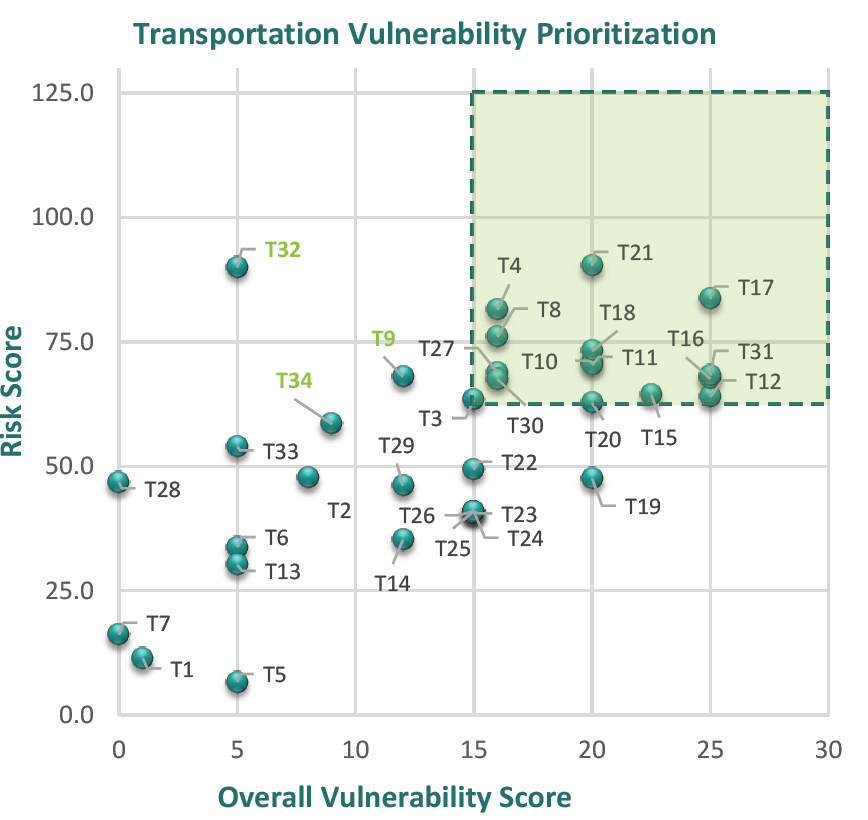 Transportation Vulnerability Prioritization
125.0
100.0
75.0
50.0
25.0
0.0
Risk Score
T32
T21
T4
T17
T8
T18
T9
T27
T10
T11
T16
T31
T12
T34
T3
T30
T20
T15
T33
T29
T22
T28
T2
T19
T26
T23
T6
T25
T24
T13
T14
T7
T1
T5
0
5
10
15
20
25
30
Overall Vulnerability Score